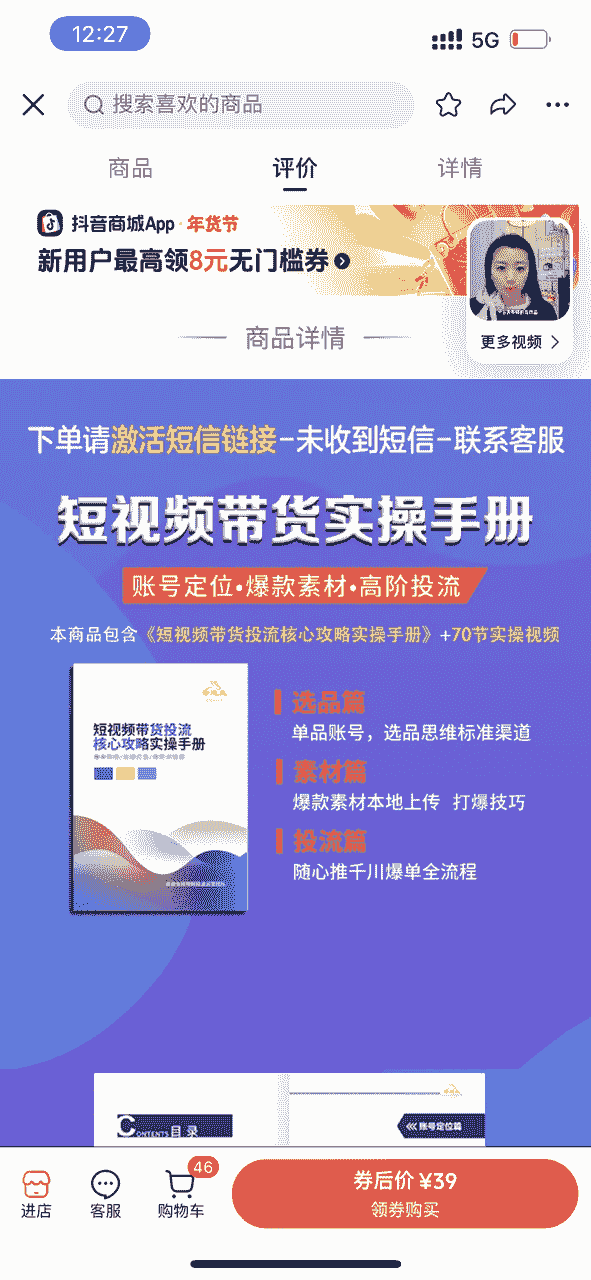 12:27
5G
搜索喜欢的商品
商品
评价
详情
抖音商城App·年货节
新用户最高领8元无门槛券
更多视频
商品详情
下单请激活短信链接-未收到短信-联系客服
短视频带货实操手册
账号定位•爆款素材•高阶投流
本商品包含《短视频带货投流核心攻略实操手册》+70节实操视频
短视频带货投流
核心攻略实操手册
选品篇
单品账号，选品思维标准渠道
素材篇
爆款素材本地上传 打爆技巧
投流篇
随心推千川爆单全流程
CONTENTS目录
账号定位篇
进店
客服
46
购物车
券后价 ¥39
领券购买